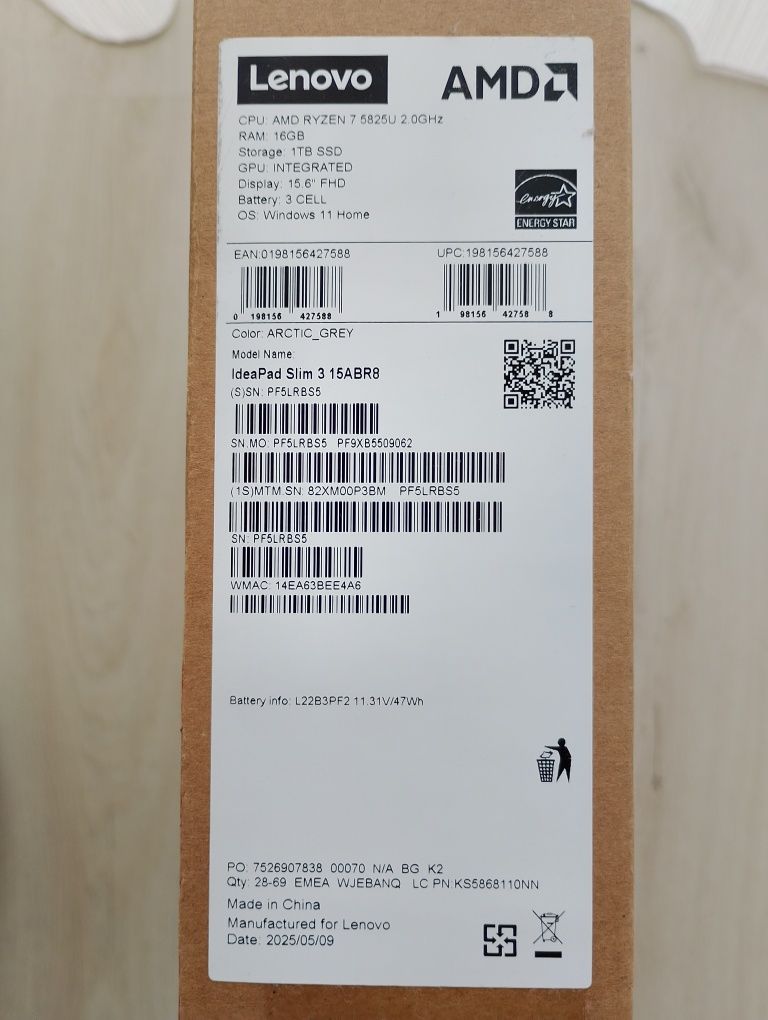 Lenovo AMD
CPU: AMD RYZEN 7 5825U 2.0GHz
RAM: 16GB
Storage: 1TB SSD
GPU: INTEGRATED
Display: 15.6" FHD
Battery: 3 CELL
OS: Windows 11 Home
energy
ENERGY STAR
EAN:0198156427588 UPC:198156427588
0 198156 427588 1 98156 42758 8
Color: ARCTIC_GREY
Model Name:
IdeaPad Slim 3 15ABR8
(S)SN: PF5LRBS5
SN.MO: PF5LRBS5 PF9XB5509062
(1S)MTM.SN: 82XM00P3BM PF5LRBS5
SN: PF5LRBS5
WMAC: 14EA63BEE4A6
Battery info: L22B3PF2 11.31V/47Wh
PO: 7526907838 00070 N/A BG K2
Qty: 28-69 EMEA WJEBANQ LC PN:KS5868110NN
Made in China
Manufactured for Lenovo
Date: 2025/05/09